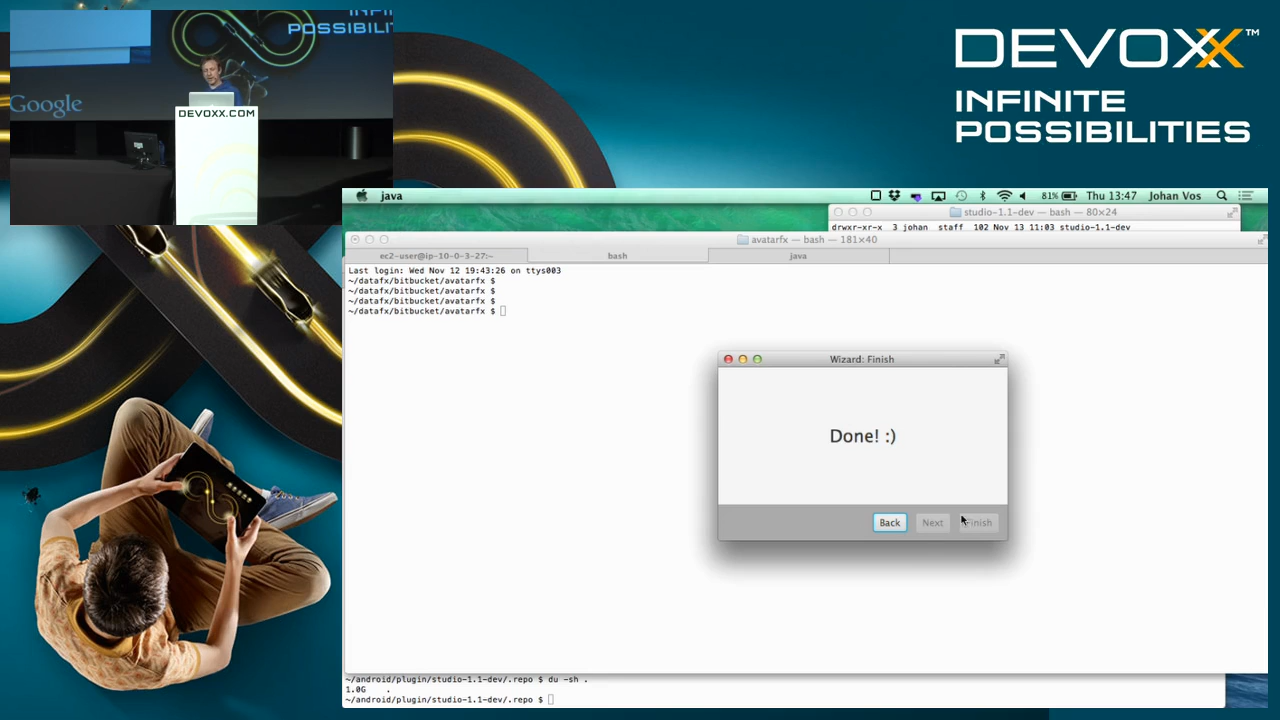 INFINI
POSSIBILIT
Google
DEVOXX.COM
DEVOXX™
INFINITE
POSSIBILITIES
java
81%
Thu 13:47
Johan Vos
studio-1.1-dev — bash — 80×24
drwxr-xr-x 3 johan staff 102 Nov 13 11:03 studio-1.1-dev
avatarfx — bash — 181×40
ec2-user@ip-10-0-3-27:~
bash
java
Last login: Wed Nov 12 19:43:26 on ttys003
~/datafx/bitbucket/avatarfx $
~/datafx/bitbucket/avatarfx $
~/datafx/bitbucket/avatarfx $
~/datafx/bitbucket/avatarfx $
Wizard: Finish
Done! :)
Back
Next
Finish
~/android/plugin/studio-1.1-dev/.repo $ du -sh .
1.0G .
~/android/plugin/studio-1.1-dev/.repo $